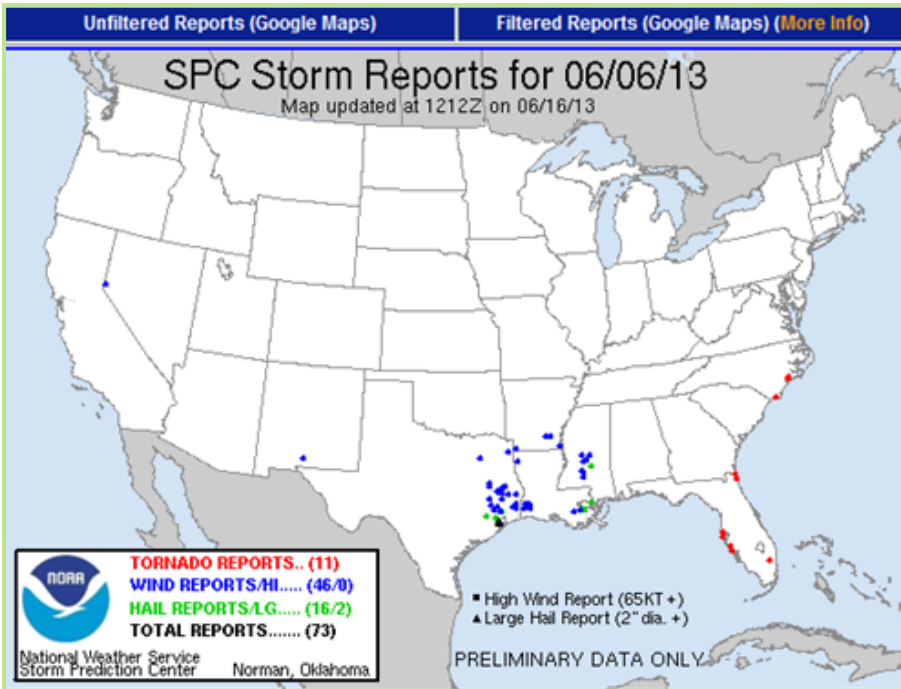 Unfiltered Reports (Google Maps)
Filtered Reports (Google Maps) (More Info)
SPC Storm Reports for 06/06/13
Map updated at 1212Z on 06/16/13
NOAA
TORNADO REPORTS.. (11)
WIND REPORTS/HI..... (46/0)
HAIL REPORTS/LG..... (16/2)
TOTAL REPORTS....... (73)
National Weather Service
Storm Prediction Center
Norman, Oklahoma
High Wind Report (65KT +)
Large Hail Report (2" dia. +)
PRELIMINARY DATA ONLY